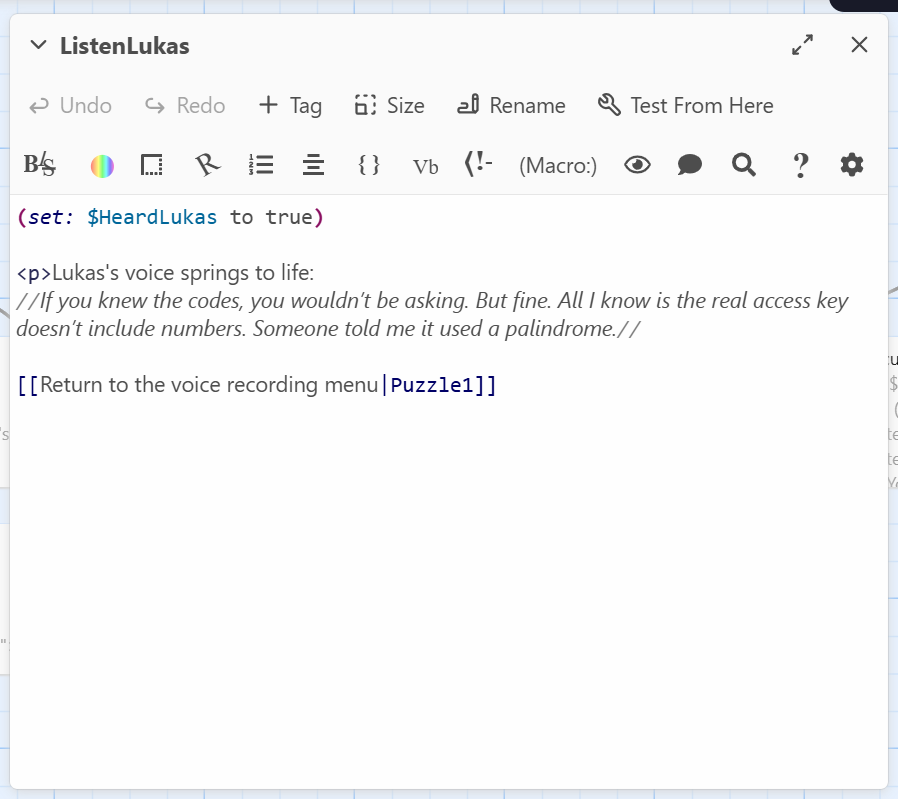 ListenLukas
Undo Redo + Tag Size Rename Test From Here
(Macro:)
(set: $HeardLukas to true)
<p>Lukas's voice springs to life:
//If you knew the codes, you wouldn’t be asking. But fine. All I know is the real access key
doesn’t include numbers. Someone told me it used a palindrome.//
[[Return to the voice recording menu|Puzzle1]]